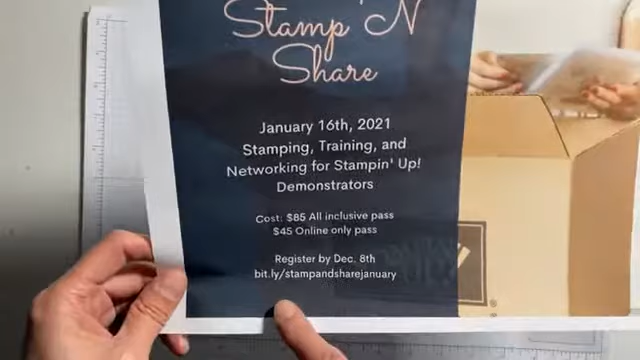 Stamp 'N
Share
January 16th, 2021
Stamping, Training, and
Networking for Stampin' Up!
Demonstrators
Cost: $85 All inclusive pass
$45 Online only pass
Register by Dec. 8th
bit.ly/stampandsharejanuary